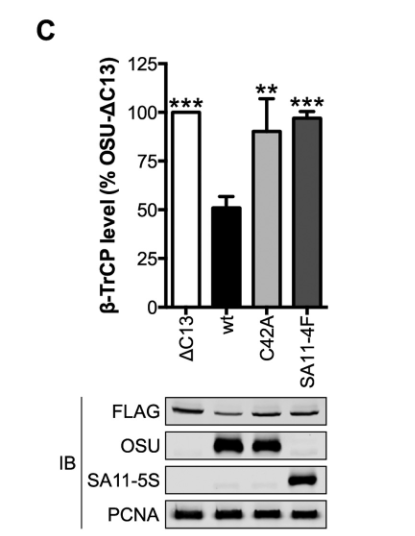 C
β-TrCP level (% OSU-ΔC13)
125
100
75
50
25
0
***
**
***
ΔC13
wt
C42A
SA11-4F
IB
FLAG
OSU
SA11-5S
PCNA